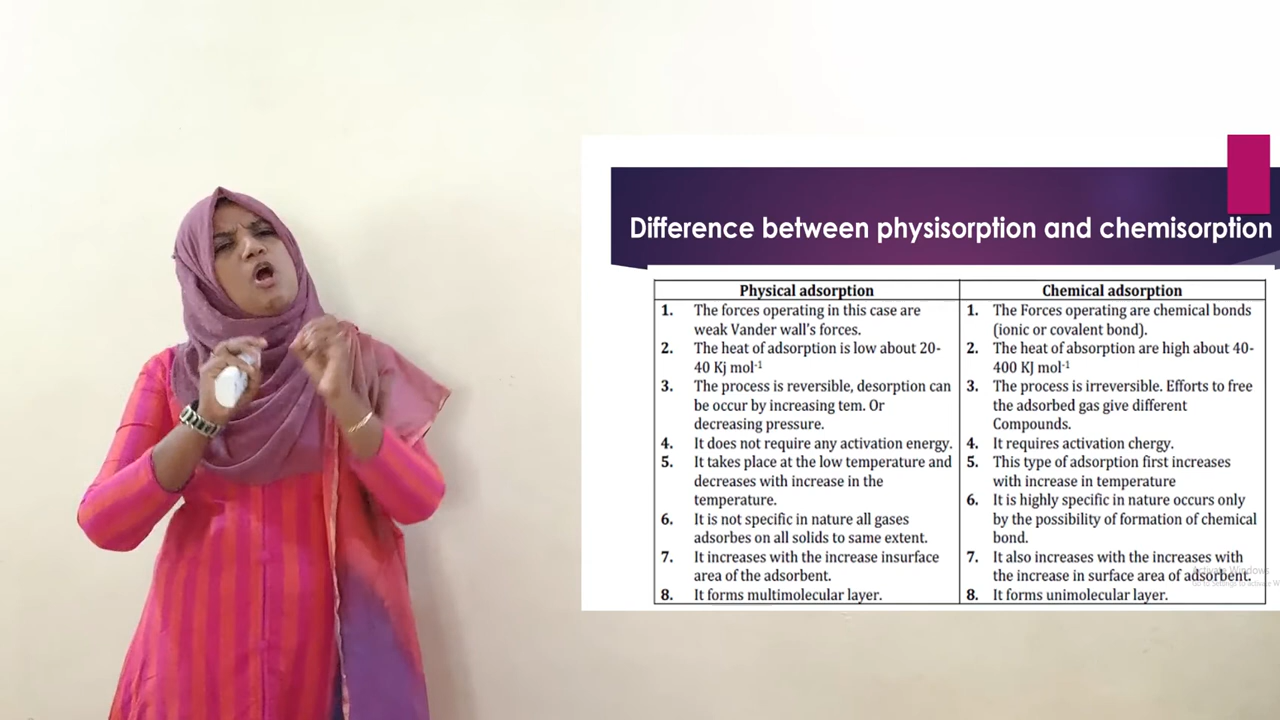 Difference between physisorption and chemisorption
Physical adsorption
1. The forces operating in this case are
weak Vander wall's forces.
2. The heat of adsorption is low about 20-
40 Kj mol-1
3. The process is reversible, desorption can
be occur by increasing tem. Or
decreasing pressure.
4. It does not require any activation energy.
5. It takes place at the low temperature and
decreases with increase in the
temperature.
6. It is not specific in nature all gases
adsorbes on all solids to same extent.
7. It increases with the increase insurface
area of the adsorbent.
8. It forms multimolecular layer.
Chemical adsorption
1. The Forces operating are chemical bonds
(ionic or covalent bond).
2. The heat of absorption are high about 40-
400 KJ mol-1
3. The process is irreversible. Efforts to free
the adsorbed gas give different
Compounds.
4. It requires activation chergy.
5. This type of adsorption first increases
with increase in temperature
6. It is highly specific in nature occurs only
by the possibility of formation of chemical
bond.
7. It also increases with the increases with
the increase in surface area of adsorbent.
8. It forms unimolecular layer.
Activate Windows
Go to Settings to activate W